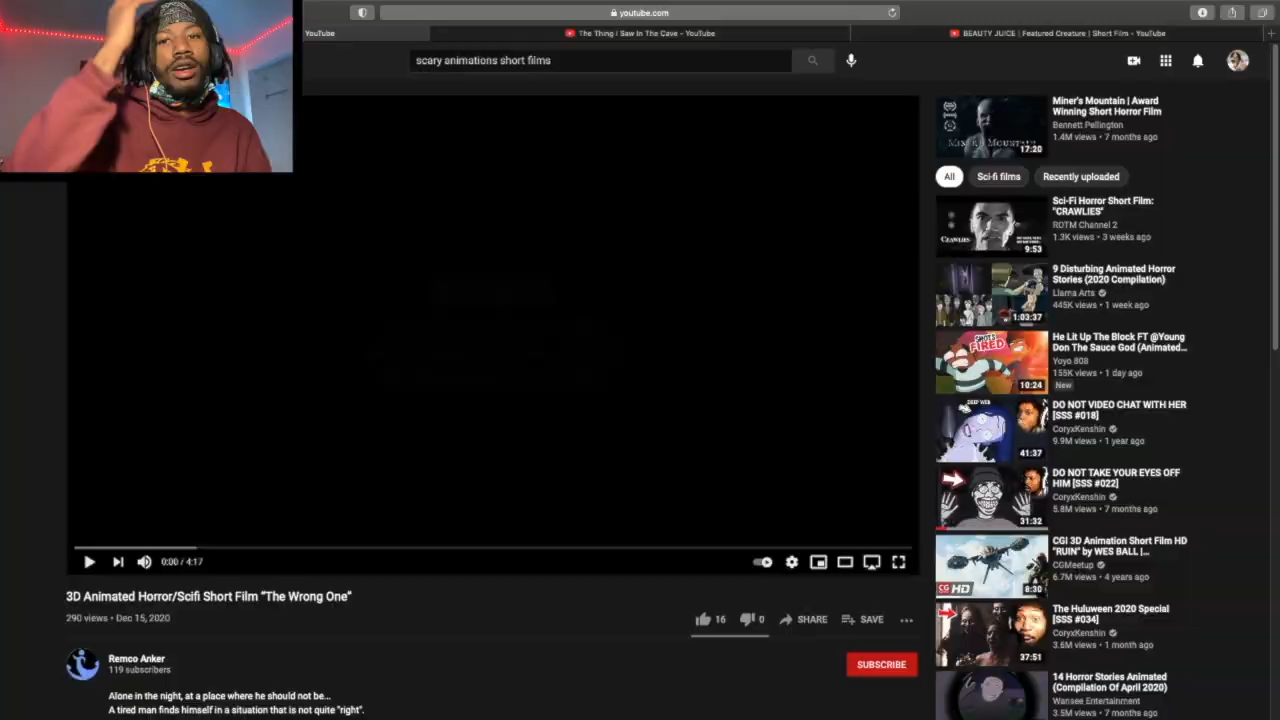 youtube.com
YouTube
The Thing I Saw In The Cave - YouTube
BEAUTY JUICE | Featured Creature | Short Film - YouTube
scary animations short films
Miner's Mountain | Award
Winning Short Horror Film
Bennett Pellington
1.4M views • 7 months ago
MINER MOUNTAIN
17:20
All
Sci-fi films
Recently uploaded
Sci-Fi Horror Short Film:
"CRAWLIES"
RDTM Channel 2
1.3K views • 3 weeks ago
CRAWLIES
9:53
9 Disturbing Animated Horror
Stories (2020 Compilation)
Llama Arts
445K views • 1 week ago
1:03:37
He Lit Up The Block FT @Young
Don The Sauce God (Animated...
Yoyo 808
155K views • 1 day ago
New
SHOTS
FIRED
10:24
DO NOT VIDEO CHAT WITH HER
[SSS #018]
CoryxKenshin
9.9M views • 1 year ago
DEEP WEB
41:37
DO NOT TAKE YOUR EYES OFF
HIM [SSS #022]
CoryxKenshin
5.8M views • 7 months ago
31:32
CGI 3D Animation Short Film HD
"RUIN" by WES BALL |...
CGMeetup
6.7M views • 4 years ago
CG HD
8:30
The Huluween 2020 Special
[SSS #034]
CoryxKenshin
3.6M views • 1 month ago
37:51
14 Horror Stories Animated
(Compilation Of April 2020)
Wansee Entertainment
3.5M views • 7 months ago
0:00 / 4:17
3D Animated Horror/Scifi Short Film "The Wrong One"
290 views • Dec 15, 2020
16
0
SHARE
SAVE
Remco Anker
119 subscribers
SUBSCRIBE
Alone in the night, at a place where he should not be...
A tired man finds himself in a situation that is not quite "right".